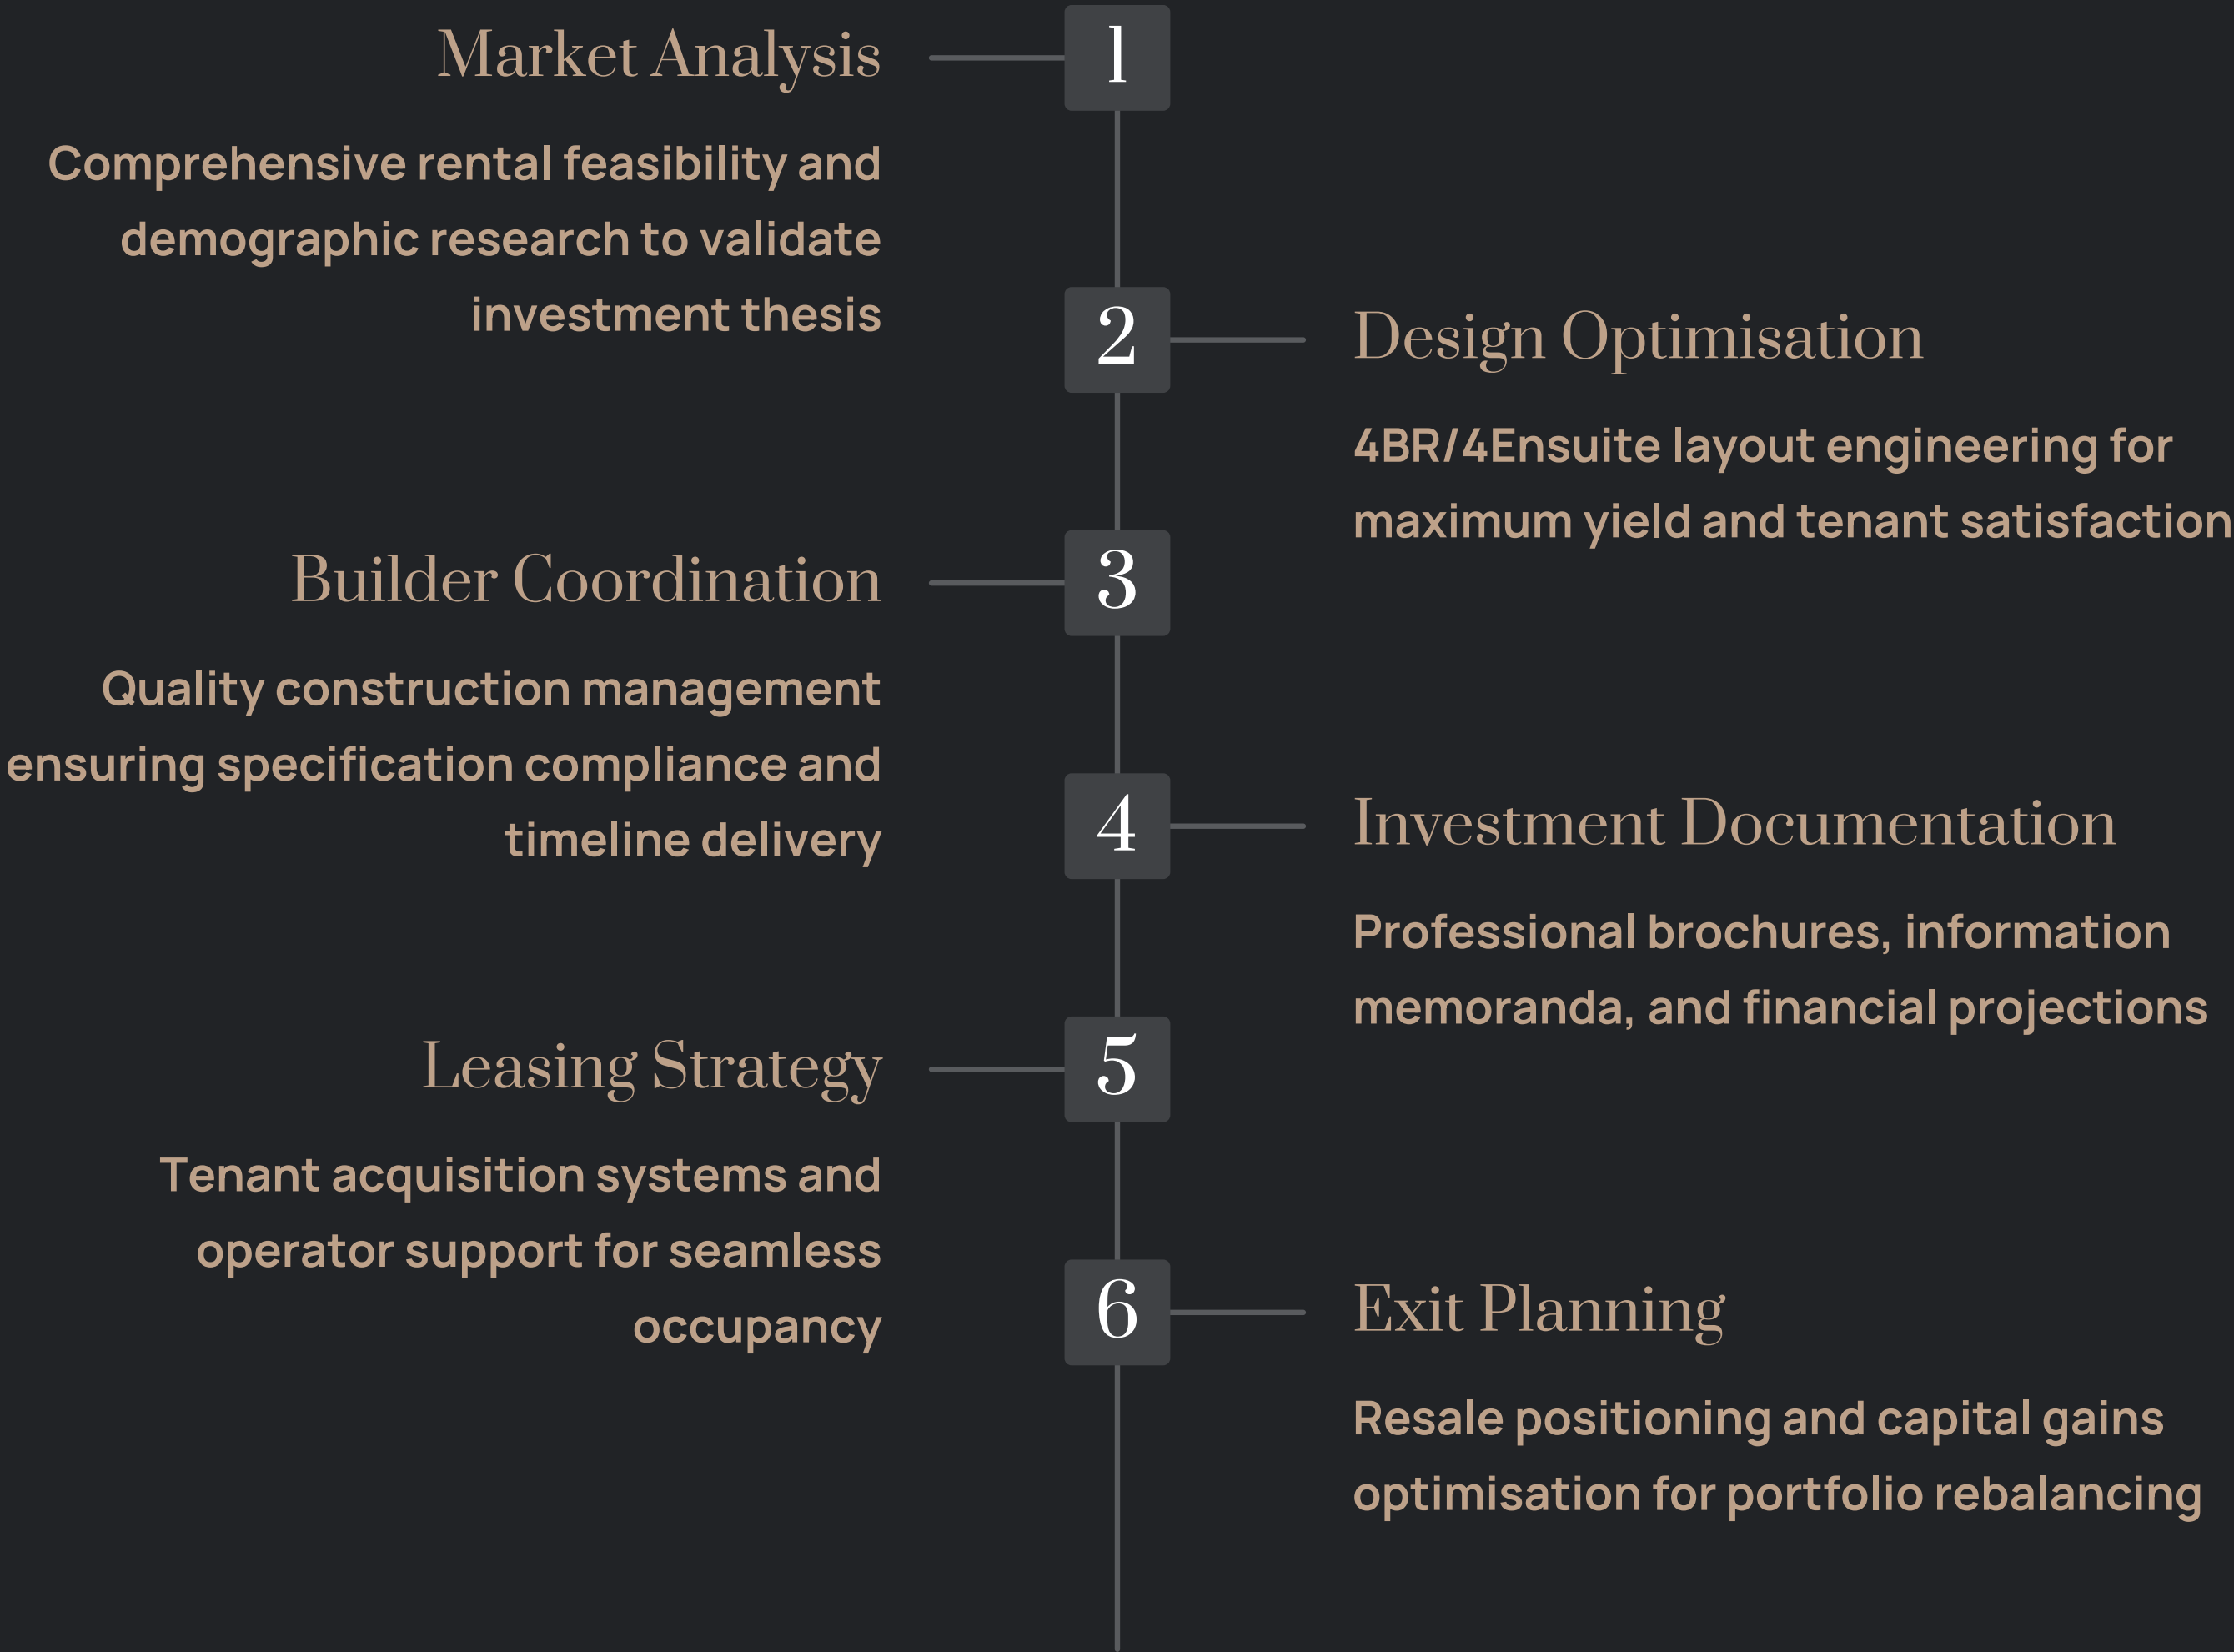 1
Market Analysis
Comprehensive rental feasibility and
demographic research to validate
investment thesis
2
Design Optimisation
4BR/4Ensuite layout engineering for
maximum yield and tenant satisfaction
3
Builder Coordination
Quality construction management
ensuring specification compliance and
timeline delivery
4
Investment Documentation
Professional brochures, information
memoranda, and financial projections
5
Leasing Strategy
Tenant acquisition systems and
operator support for seamless
occupancy
6
Exit Planning
Resale positioning and capital gains
optimisation for portfolio rebalancing